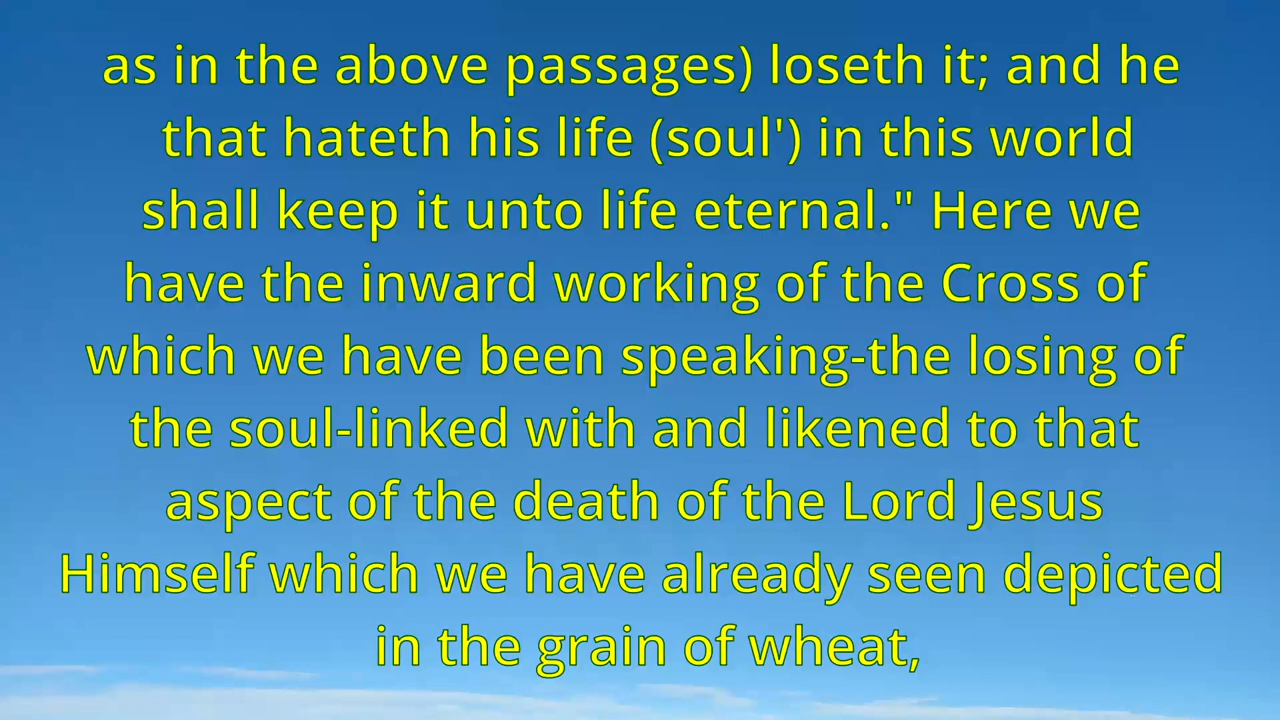 as in the above passages) loseth it; and he
that hateth his life (soul') in this world
shall keep it unto life eternal." Here we
have the inward working of the Cross of
which we have been speaking-the losing of
the soul-linked with and likened to that
aspect of the death of the Lord Jesus
Himself which we have already seen depicted
in the grain of wheat,